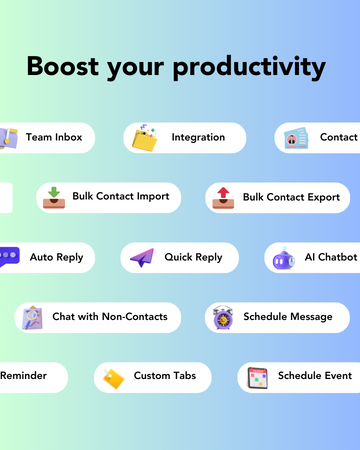 Boost your productivity
Team Inbox
Integration
Contact
Bulk Contact Import
Bulk Contact Export
Auto Reply
Quick Reply
AI Chatbot
Chat with Non-Contacts
Schedule Message
Reminder
Custom Tabs
Schedule Event